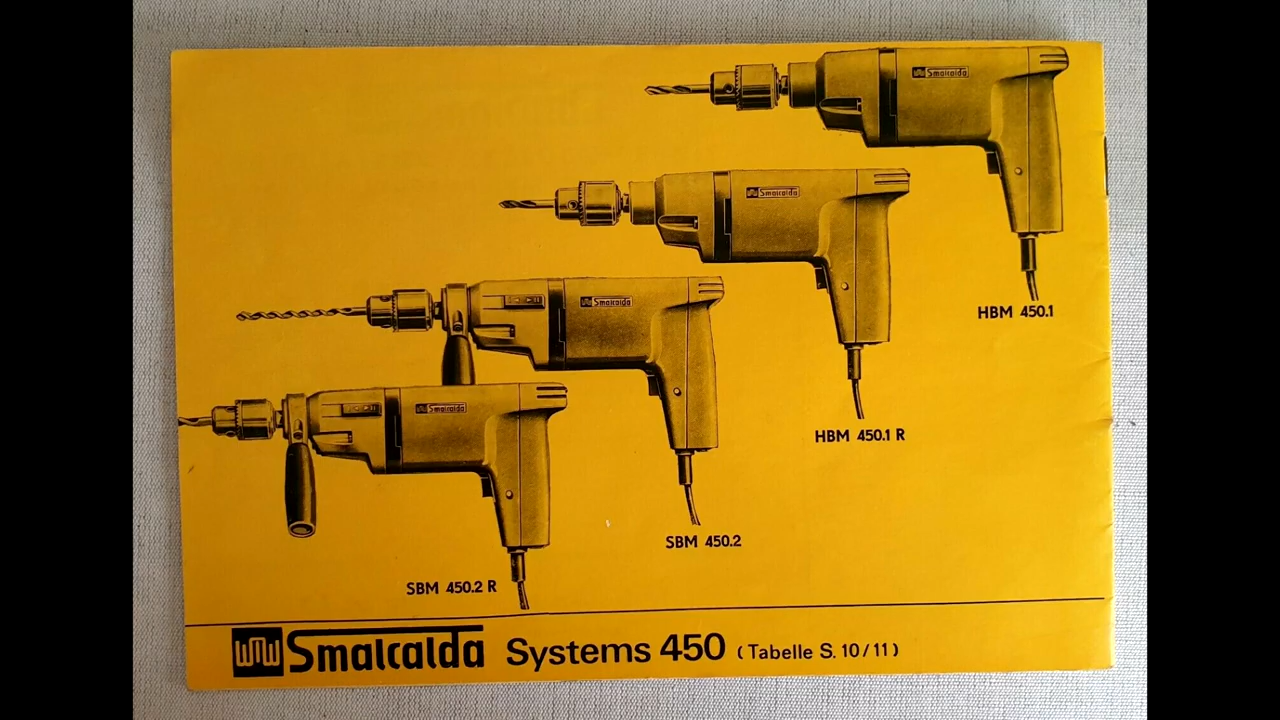 Smalcalda
HBM 450.1
Smalcalda
HBM 450.1 R
Smalcalda
SBM 450.2
Smalcalda
SBM 450.2 R
Smalcalda Systems 450 (Tabelle S. 10/11)